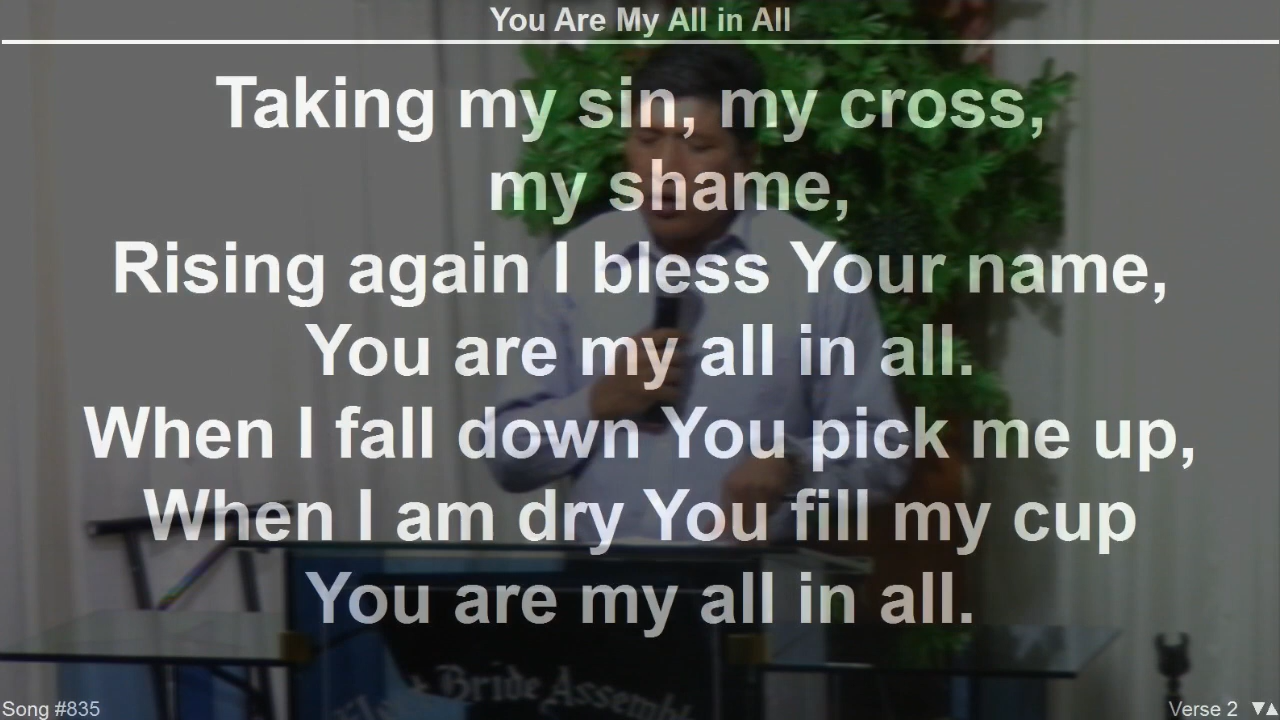 You Are My All in All
Taking my sin, my cross,
my shame,
Rising again I bless Your name,
You are my all in all.
When I fall down You pick me up,
When I am dry You fill my cup
You are my all in all.
Bride
Song #835
Verse 2 ▼▲